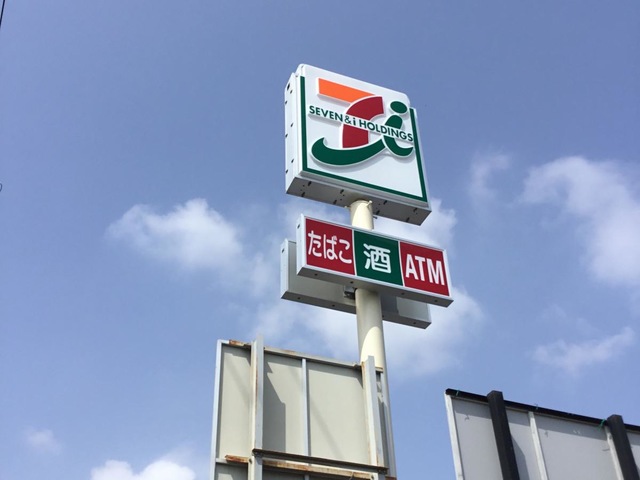 SEVEN & i HOLDINGS
たばこ 酒 ATM